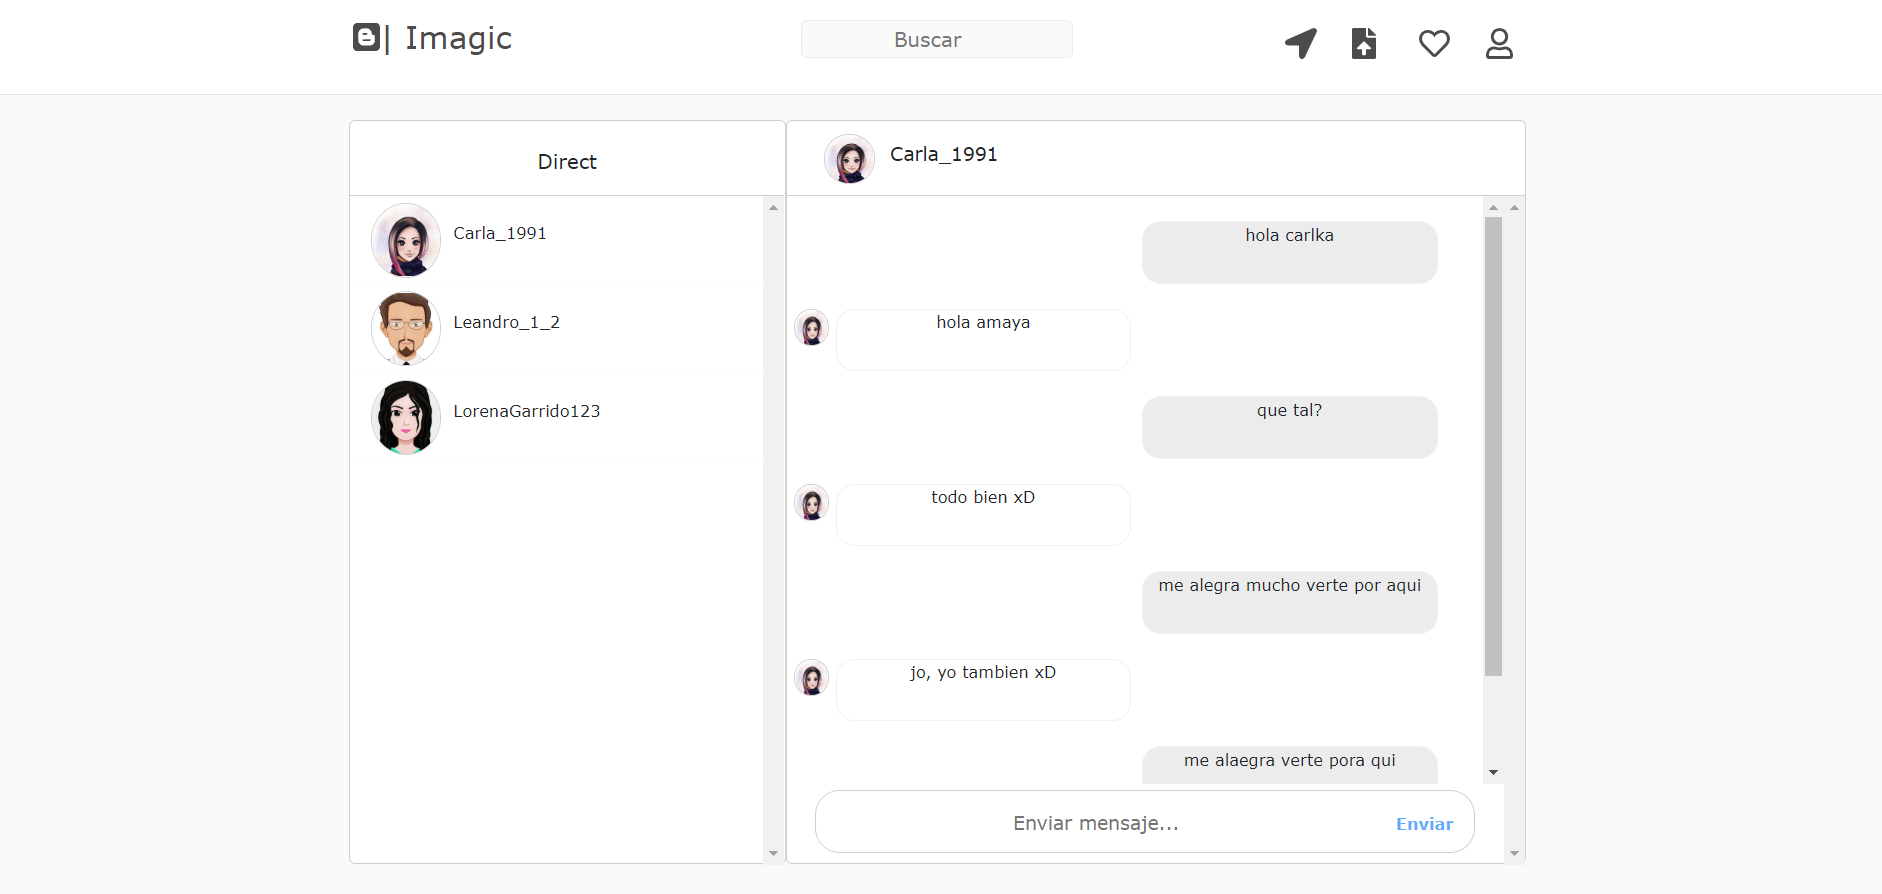 | Imagic
Buscar
Direct
Carla_1991
Leandro_1_2
LorenaGarrido123
Carla_1991
hola carlka
hola amaya
que tal?
todo bien xD
me alegra mucho verte por aqui
jo, yo tambien xD
me alaegra verte pora qui
Enviar mensaje...
Enviar